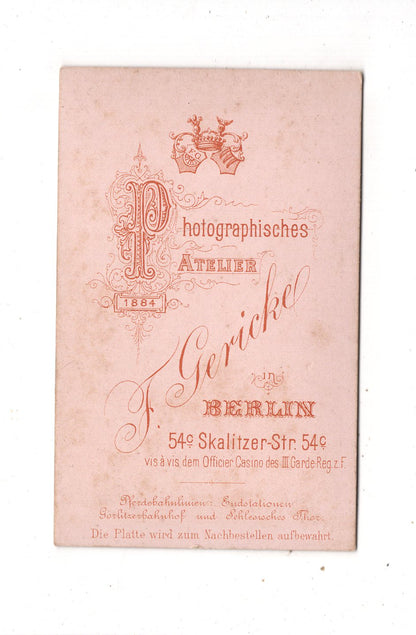 Photographisches
ATELIER
1884
F. Gericke
in
BERLIN
54c Skalitzer-Str. 54c
vis à vis dem Officier Casino des III Garde-Reg. z. F.
Pferdebahnlinien: Endstationen
Görlitzerbahnhof und Schlesisches Thor.
Die Platte wird zum Nachbestellen aufbewahrt.